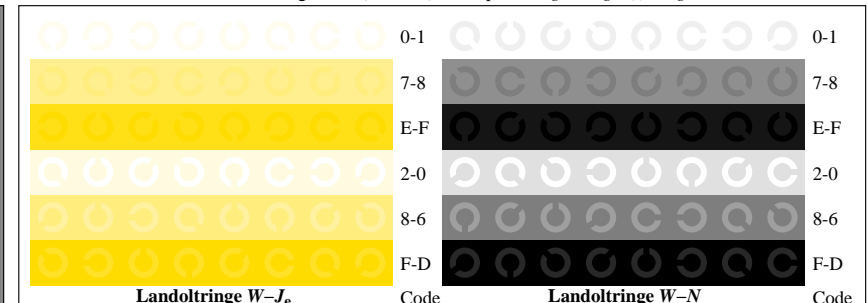 0-1 0-1
7-8 7-8
E-F E-F
2-0 2-0
8-6 8-6
F-D F-D
Landoltringe W–Je Code Landoltringe W–N Code